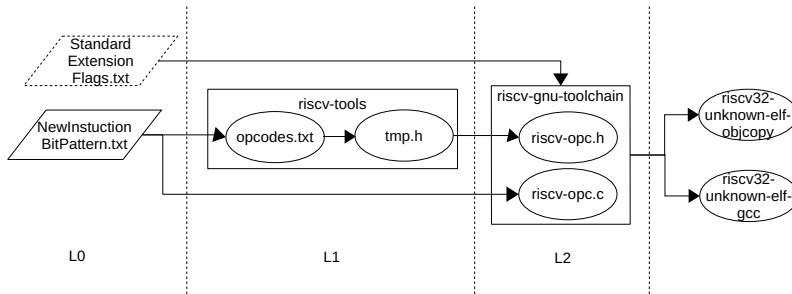 Standard
Extension
Flags.txt
NewInstuction
BitPattern.txt
riscv-tools
opcodes.txt
tmp.h
riscv-gnu-toolchain
riscv-opc.h
riscv-opc.c
riscv32-
unknown-elf-
objcopy
riscv32-
unknown-elf-
gcc
L0
L1
L2